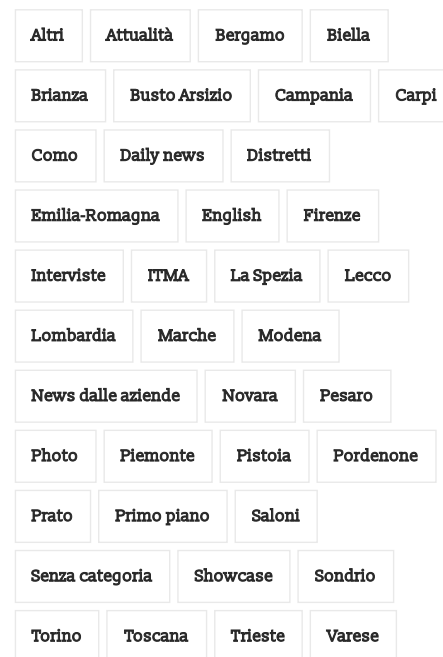 Altri Attualità Bergamo Biella
Brianza Busto Arsizio Campania Carpi
Como Daily news Distretti
Emilia-Romagna English Firenze
Interviste ITMA La Spezia Lecco
Lombardia Marche Modena
News dalle aziende Novara Pesaro
Photo Piemonte Pistoia Pordenone
Prato Primo piano Saloni
Senza categoria Showcase Sondrio
Torino Toscana Trieste Varese